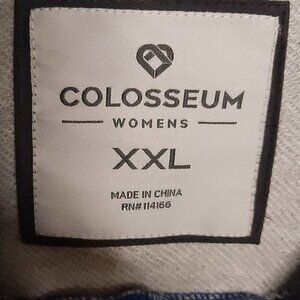 COLOSSEUM
WOMENS
XXL
MADE IN CHINA
RN# 114166